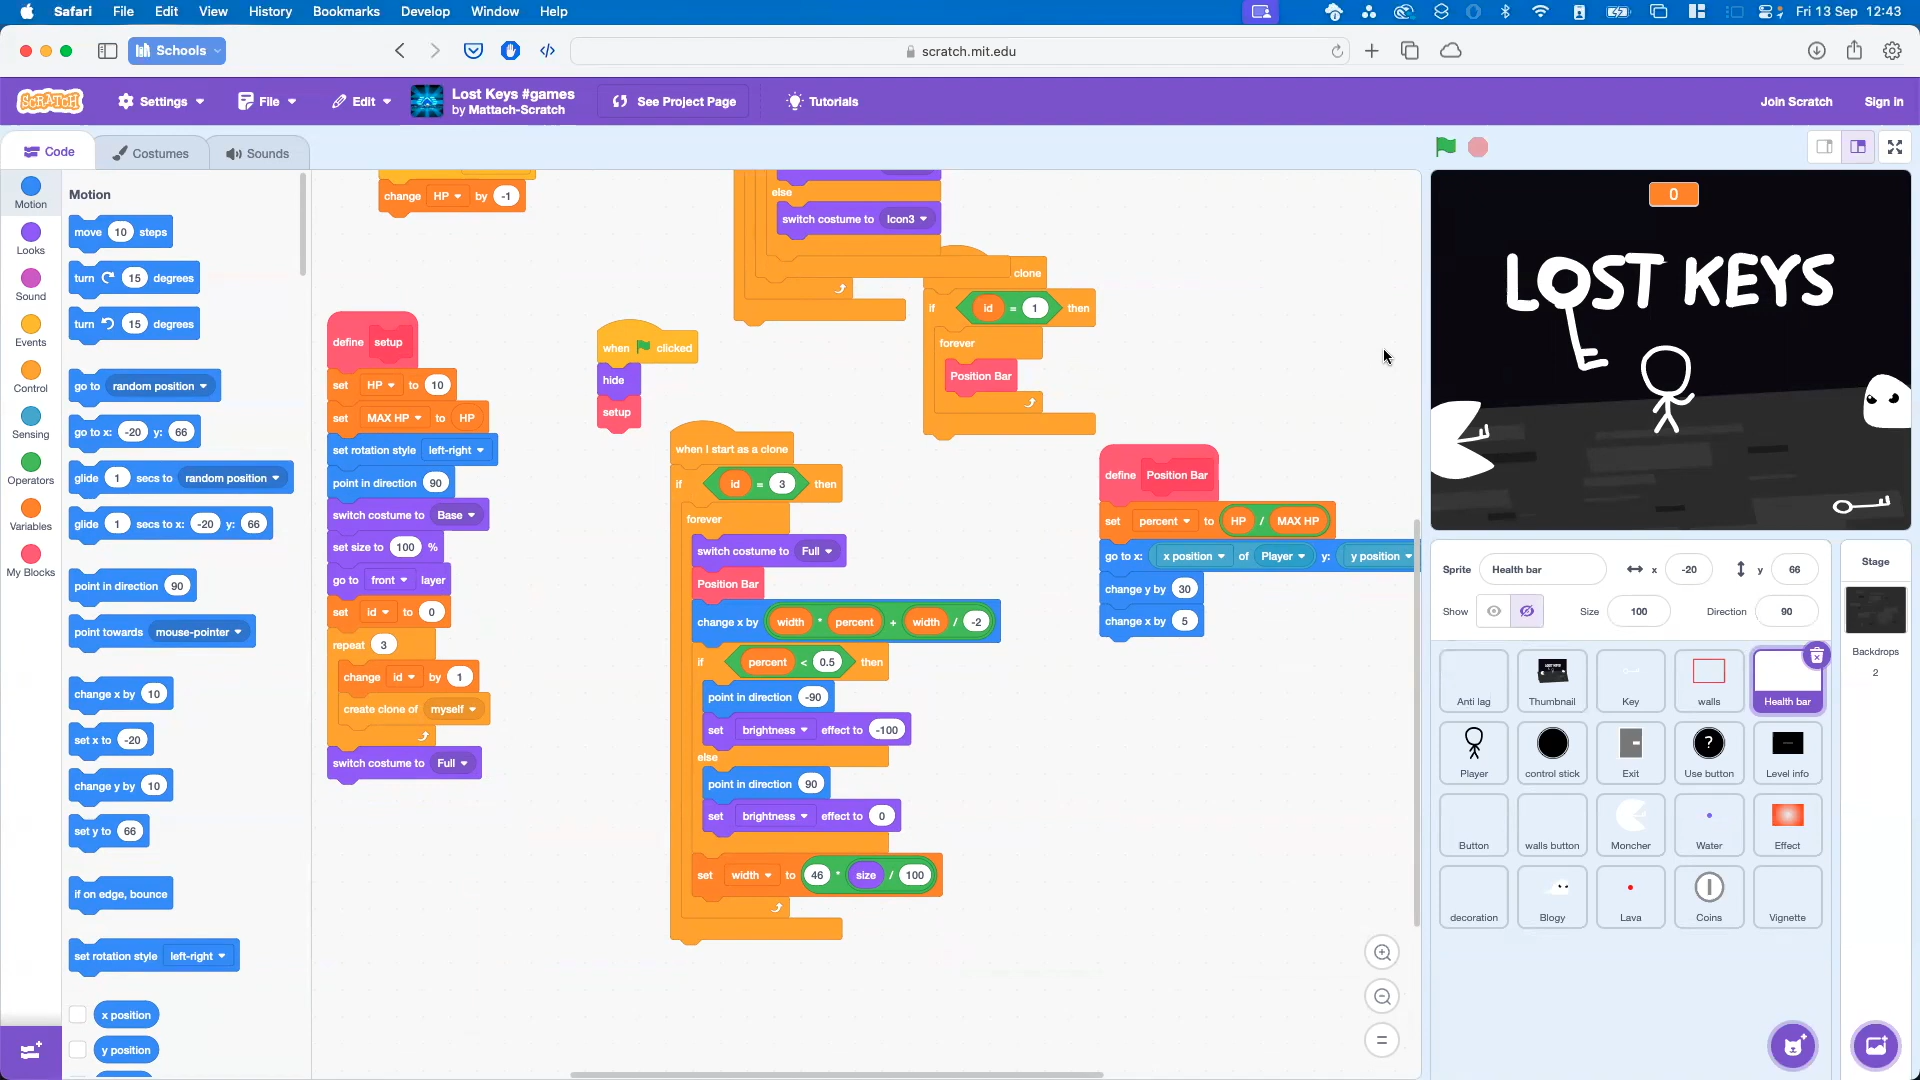 Safari File Edit View History Bookmarks Develop Window Help
Fri 13 Sep 12:43
Schools
scratch.mit.edu
SCRATCH
Settings
File
Edit
Lost Keys #games
by Mattach-Scratch
See Project Page
Tutorials
Join Scratch
Sign in
Code
Costumes
Sounds
Motion
Looks
Sound
Events
Control
Sensing
Operators
Variables
My Blocks
Motion
move 10 steps
turn 15 degrees
turn 15 degrees
go to random position
go to x: -20 y: 66
glide 1 secs to random position
glide 1 secs to x: -20 y: 66
point in direction 90
point towards mouse-pointer
change x by 10
set x to -20
change y by 10
set y to 66
if on edge, bounce
set rotation style left-right
x position
y position
change HP by -1
define setup
set HP to 10
set MAX HP to HP
set rotation style left-right
point in direction 90
switch costume to Base
set size to 100 %
go to front layer
set id to 0
repeat 3
change id by 1
create clone of myself
switch costume to Full
when clicked
hide
setup
else
switch costume to Icon3
clone
if id = 1 then
forever
Position Bar
when I start as a clone
if id = 3 then
forever
switch costume to Full
Position Bar
change x by width * percent + width / -2
if percent < 0.5 then
point in direction -90
set brightness effect to -100
else
point in direction 90
set brightness effect to 0
set width to 46 * size / 100
define Position Bar
set percent to HP / MAX HP
go to x: x position of Player y: y position
change y by 30
change x by 5
0
LOST KEYS
Sprite Health bar x -20 y 66
Show Size 100 Direction 90
Stage
Backdrops
2
Anti lag
Thumbnail
Key
walls
Health bar
Player
control stick
Exit
?
Use button
Level info
Button
walls button
Moncher
Water
Effect
decoration
Blogy
Lava
Coins
Vignette